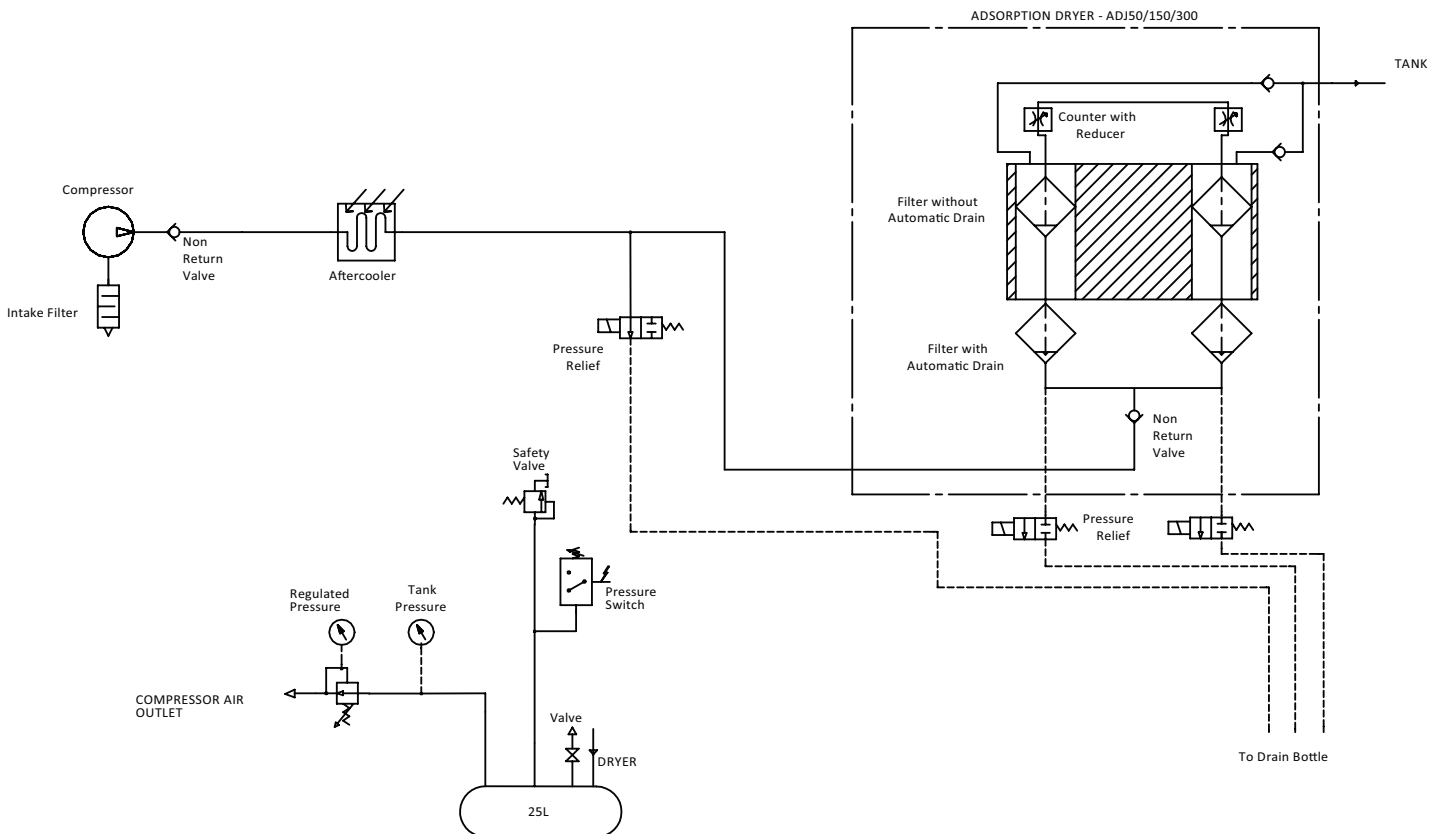 ADSORPTION DRYER - ADJ50/150/300
TANK
Counter with
Reducer
Compressor
Filter without
Automatic Drain
Non
Return
Valve
Aftercooler
Intake Filter
Pressure
Relief
Filter with
Automatic Drain
Non
Return
Valve
Safety
Valve
Pressure
Relief
Pressure
Switch
Regulated
Pressure
Tank
Pressure
COMPRESSOR AIR
OUTLET
Valve
DRYER
To Drain Bottle
25L